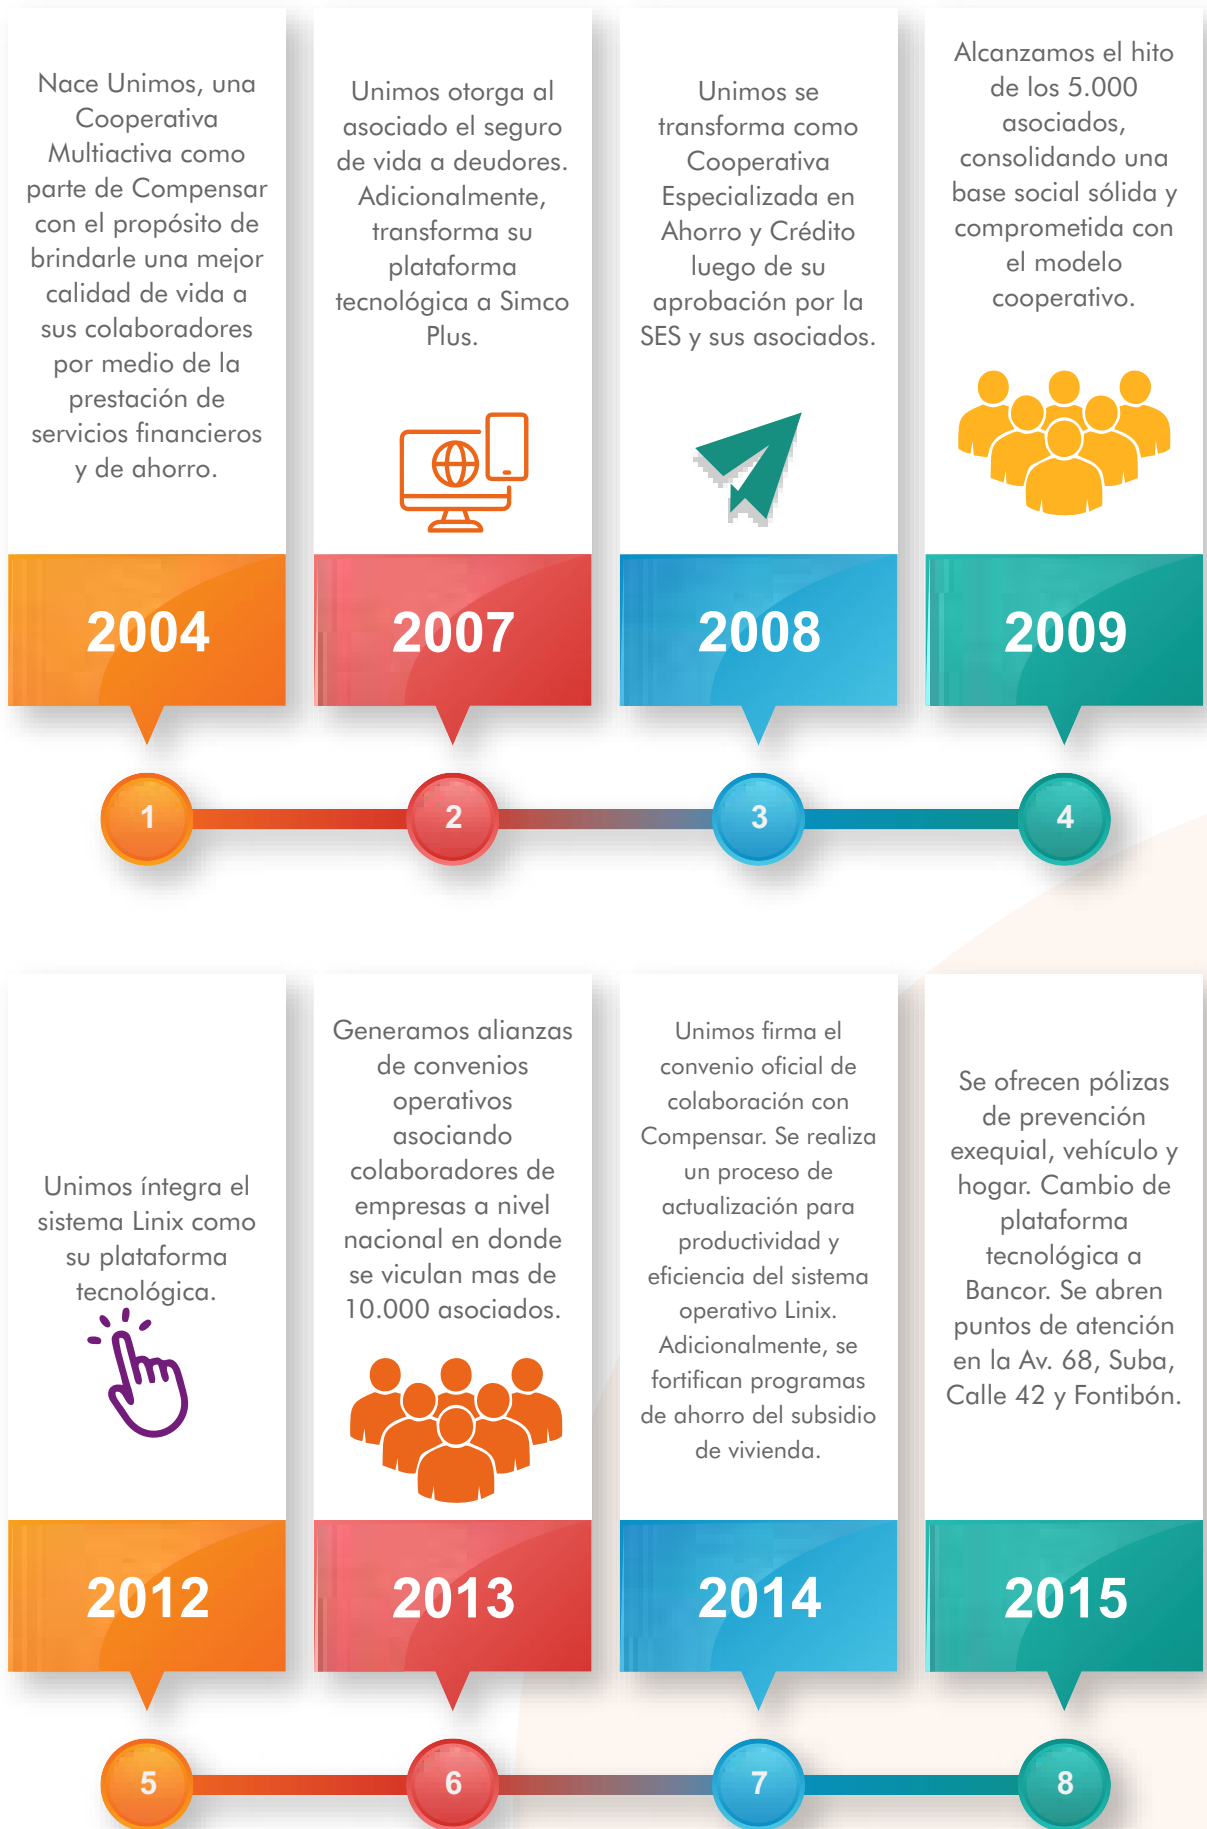 Nace Unimos, una
Cooperativa
Multiactiva como
parte de Compensar
con el propósito de
brindarle una mejor
calidad de vida a
sus colaboradores
por medio de la
prestación de
servicios financieros
y de ahorro.
2004
1
Unimos otorga al
asociado el seguro
de vida a deudores.
Adicionalmente,
transforma su
plataforma
tecnológica a Simco
Plus.
2007
2
Unimos se
transforma como
Cooperativa
Especializada en
Ahorro y Crédito
luego de su
aprobación por la
SES y sus asociados.
2008
3
Alcanzamos el hito
de los 5.000
asociados,
consolidando una
base social sólida y
comprometida con
el modelo
cooperativo.
2009
4
Unimos íntegra el
sistema Linix como
su plataforma
tecnológica.
2012
5
Generamos alianzas
de convenios
operativos
asociando
colaboradores de
empresas a nivel
nacional en donde
se viculan mas de
10.000 asociados.
2013
6
Unimos firma el
convenio oficial de
colaboración con
Compensar. Se realiza
un proceso de
actualización para
productividad y
eficiencia del sistema
operativo Linix.
Adicionalmente, se
fortifican programas
de ahorro del subsidio
de vivienda.
2014
7
Se ofrecen pólizas
de prevención
exequial, vehículo y
hogar. Cambio de
plataforma
tecnológica a
Bancor. Se abren
puntos de atención
en la Av. 68, Suba,
Calle 42 y Fontibón.
2015
8